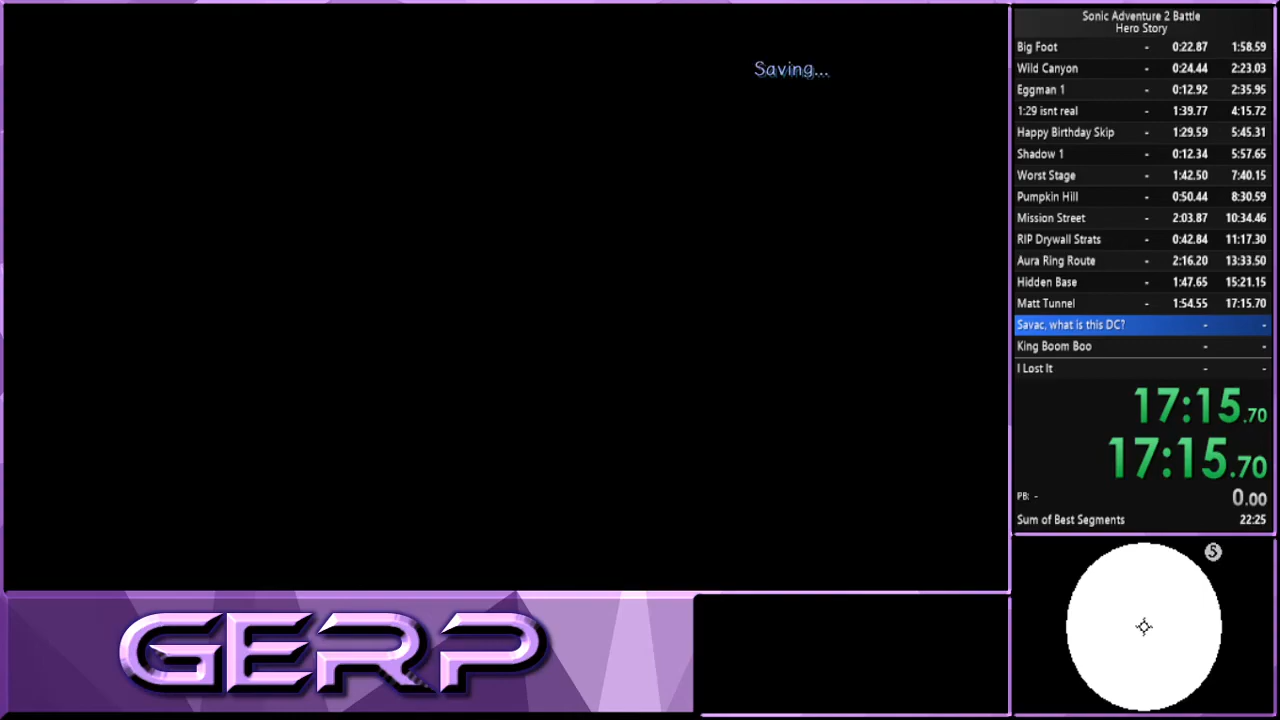 Saving...
Sonic Adventure 2 Battle
Hero Story
Big Foot - 0:22.87 1:58.59
Wild Canyon - 0:24.44 2:23.03
Eggman 1 - 0:12.92 2:35.95
1:29 isnt real - 1:39.77 4:15.72
Happy Birthday Skip - 1:29.59 5:45.31
Shadow 1 - 0:12.34 5:57.65
Worst Stage - 1:42.50 7:40.15
Pumpkin Hill - 0:50.44 8:30.59
Mission Street - 2:03.87 10:34.46
RIP Drywall Strats - 0:42.84 11:17.30
Aura Ring Route - 2:16.20 13:33.50
Hidden Base - 1:47.65 15:21.15
Matt Tunnel - 1:54.55 17:15.70
Savac, what is this DC? - -
King Boom Boo - -
I Lost It - -
17:15.70
17:15.70
PB: - 0.00
Sum of Best Segments 22:25
S
GERP